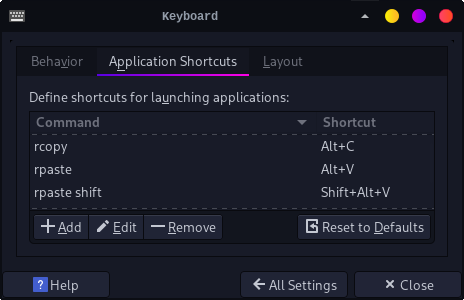 Keyboard
Behavior Application Shortcuts Layout
Define shortcuts for launching applications:
Command Shortcut
rcopy Alt+C
rpaste Alt+V
rpaste shift Shift+Alt+V
Add Edit Remove Reset to Defaults
? Help All Settings Close